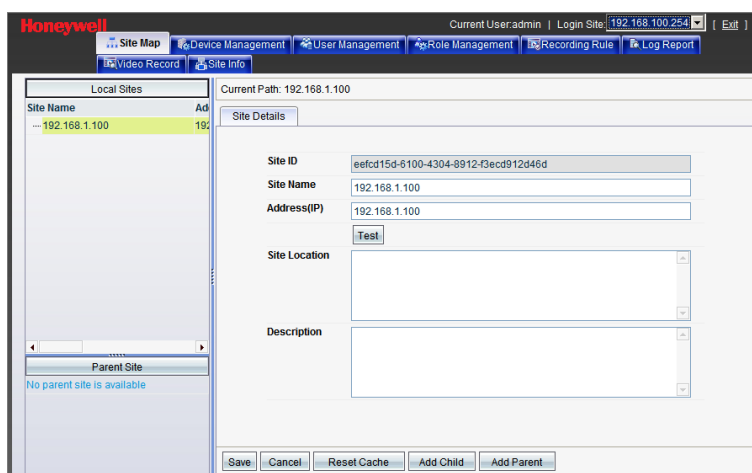 Honeywell
Current User:admin | Login Site: 192.168.100.254 [ Exit ]
Site Map Device Management User Management Role Management Recording Rule Log Report
Video Record Site Info
Local Sites
Site Name Ad
192.168.1.100 192
Parent Site
No parent site is available
Current Path: 192.168.1.100
Site Details
Site ID eefcd15d-6100-4304-8912-f3ecd912d46d
Site Name 192.168.1.100
Address(IP) 192.168.1.100
Test
Site Location
Description
Save Cancel Reset Cache Add Child Add Parent